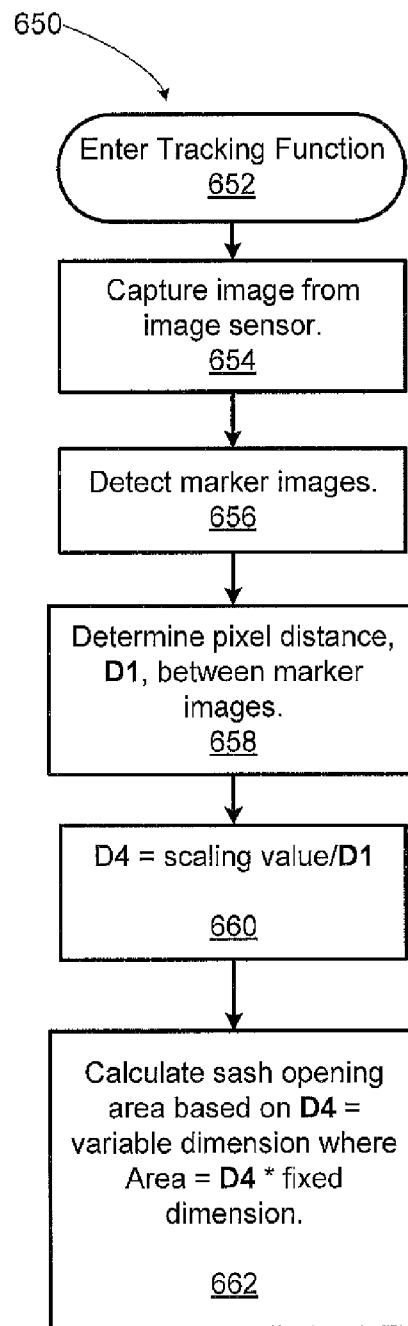 650
Enter Tracking Function
652
Capture image from
image sensor.
654
Detect marker images.
656
Determine pixel distance,
D1, between marker
images.
658
D4 = scaling value/D1
660
Calculate sash opening
area based on D4 =
variable dimension where
Area = D4 * fixed
dimension.
662